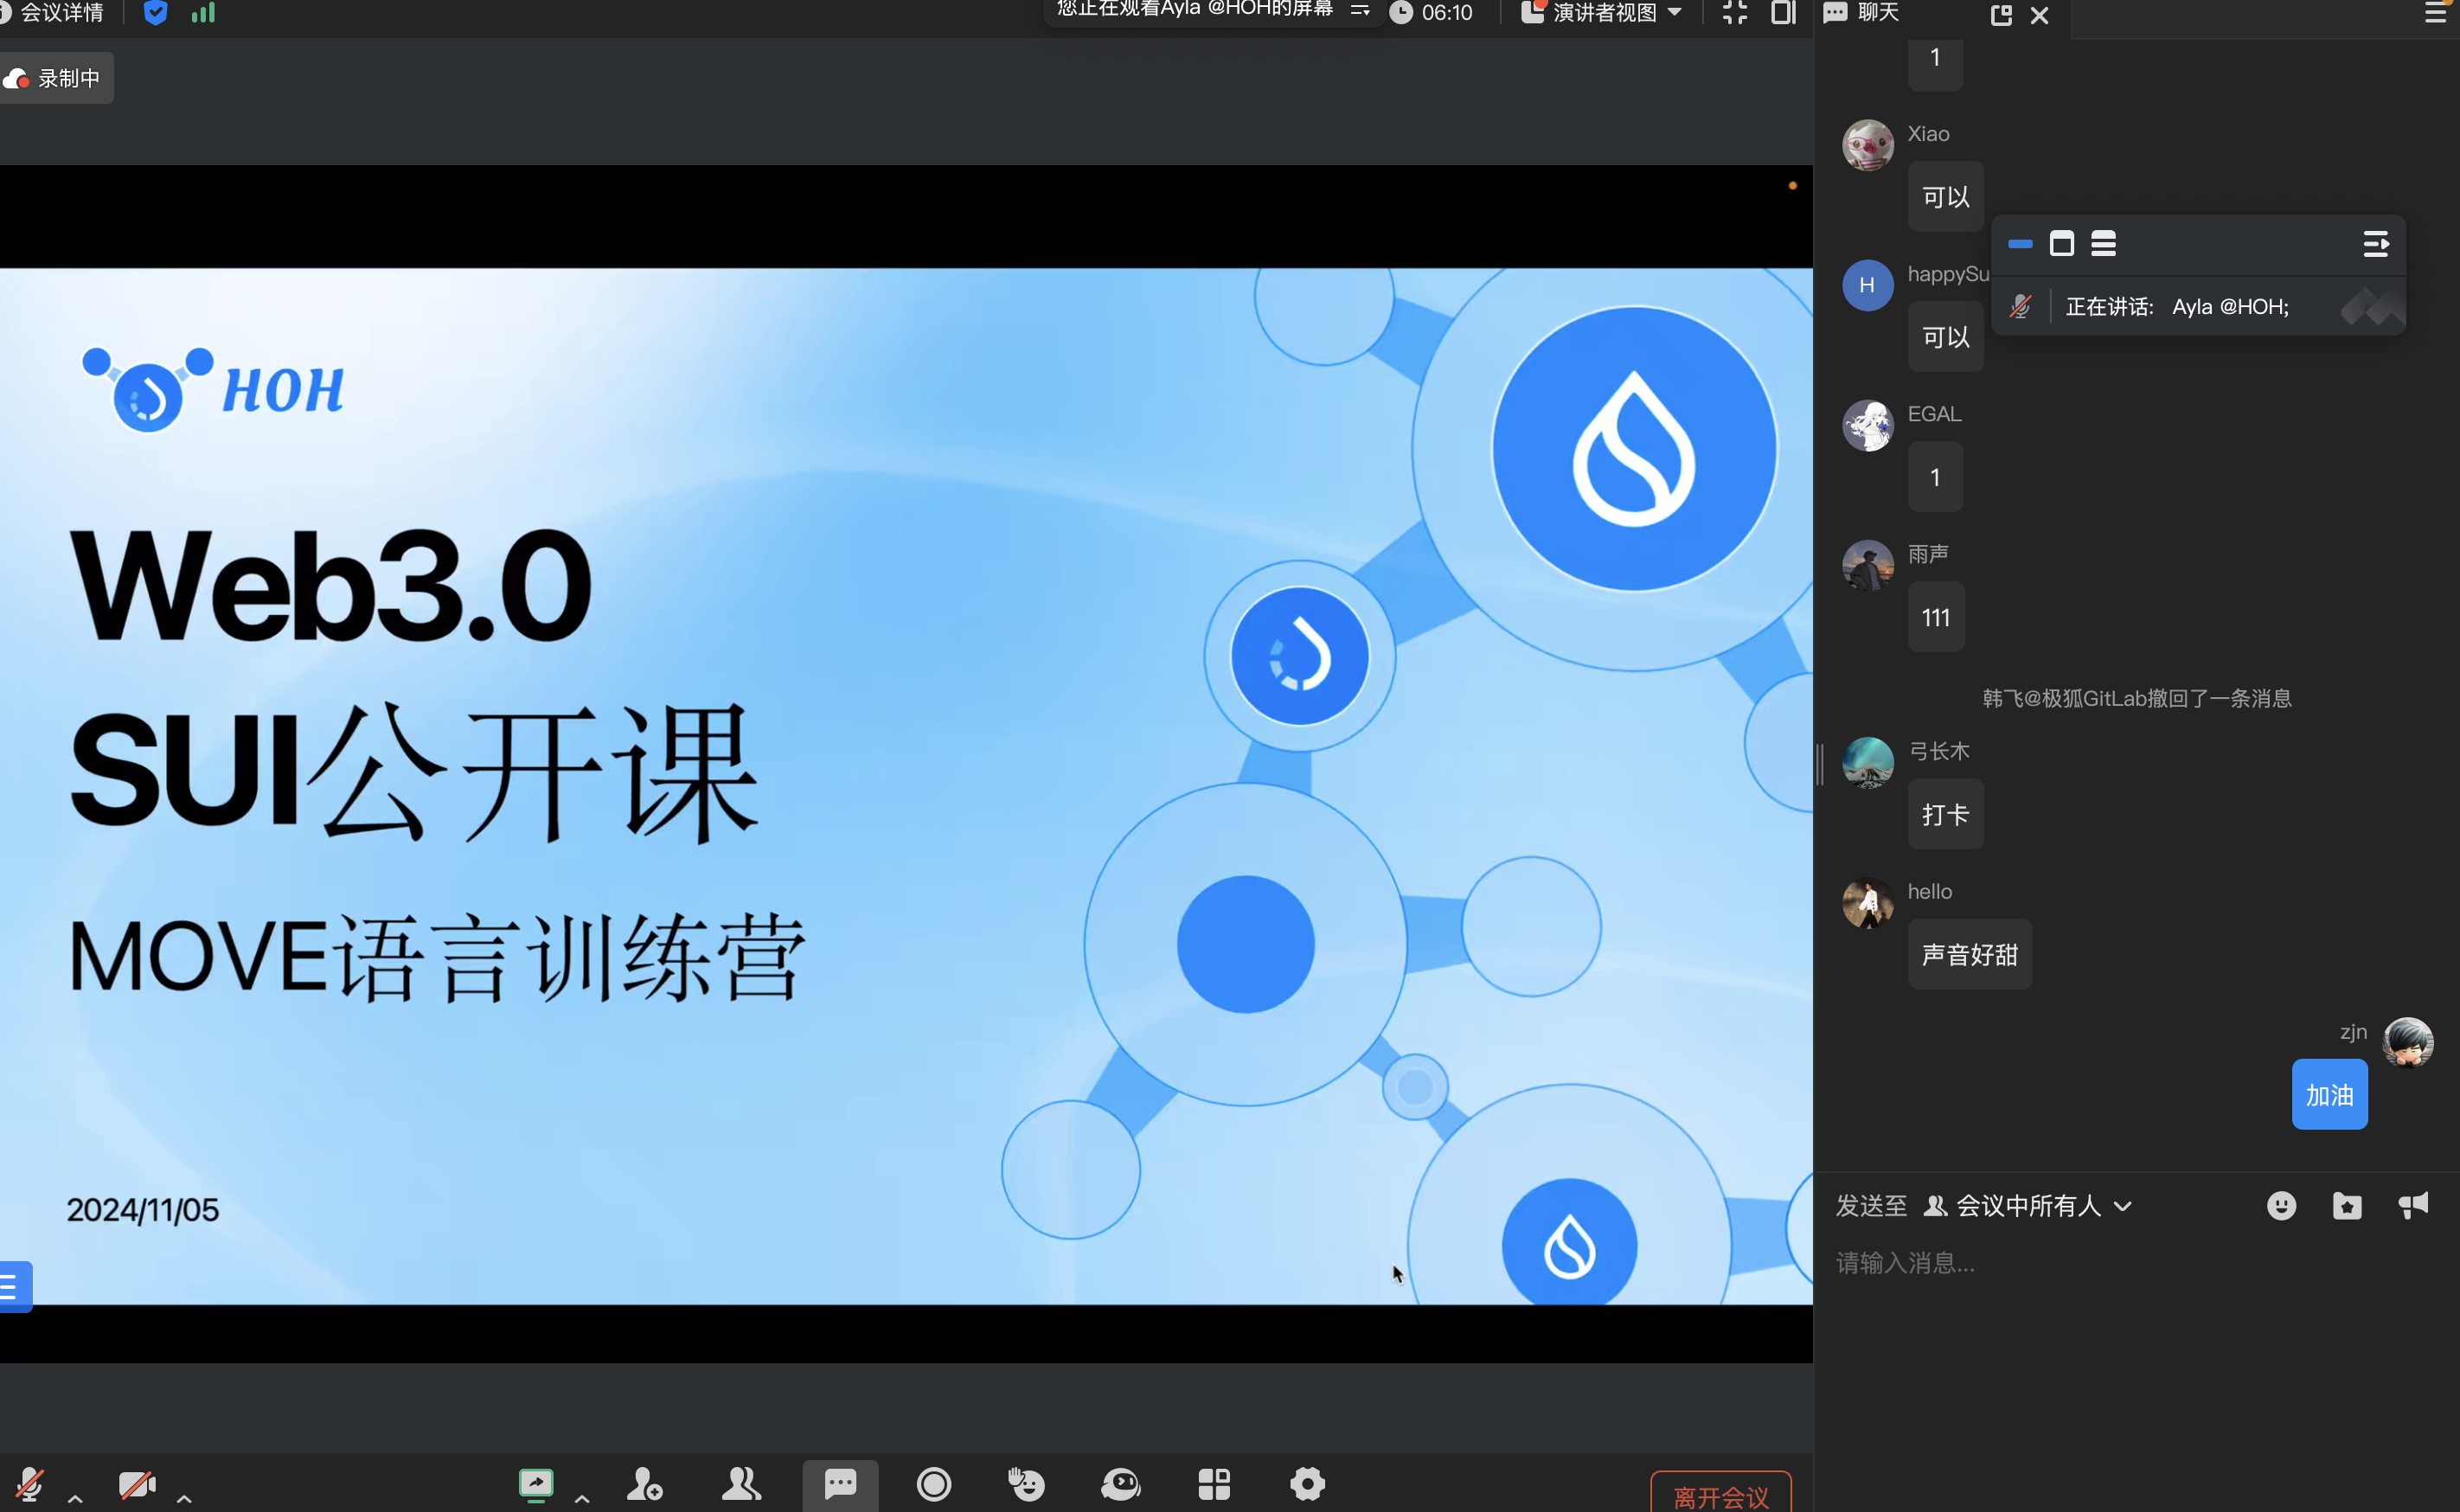 会议详情
您正在观看Ayla @HOH的屏幕
06:10
演讲者视图
录制中
HOH
Web3.0
SUI公开课
MOVE语言训练营
2024/11/05
离开会议
聊天
1
Xiao
可以
happySu
可以
正在讲话: Ayla @HOH;
EGAL
1
雨声
111
韩飞@极狐GitLab撤回了一条消息
弓长木
打卡
hello
声音好甜
zjn
加油
发送至 会议中所有人
请输入消息...
H